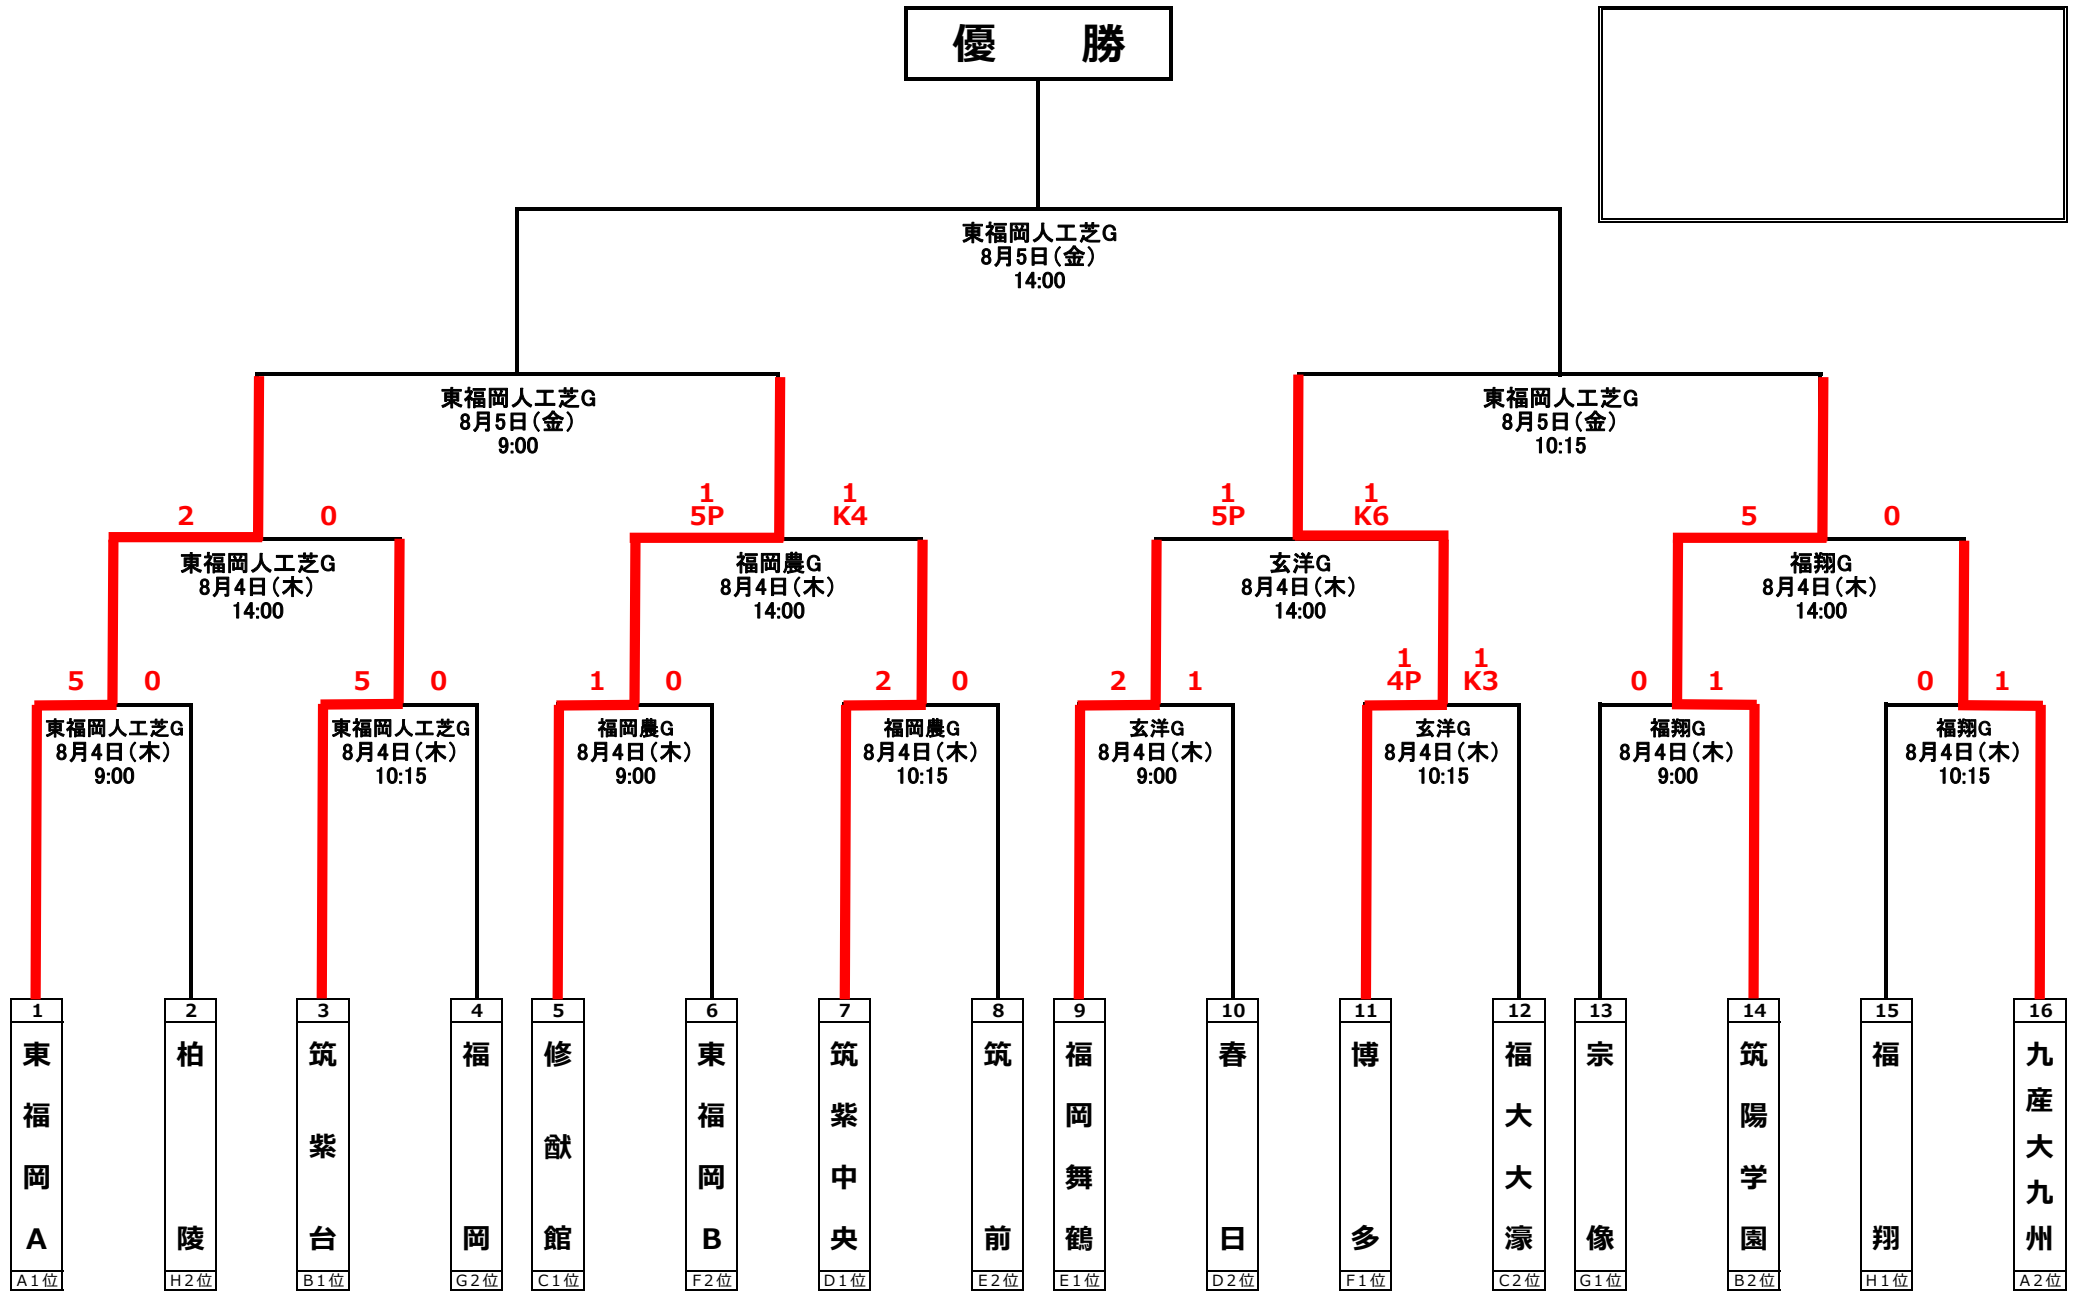 優　勝
東福岡人工芝G
8月5日(金)
14:00
東福岡人工芝G
8月5日(金)
9:00
東福岡人工芝G
8月5日(金)
10:15
2 0
1 1
5P K4
1 1
5P K6
5 0
東福岡人工芝G
8月4日(木)
14:00
福岡農G
8月4日(木)
14:00
玄洋G
8月4日(木)
14:00
福翔G
8月4日(木)
14:00
5 0
5 0
1 0
2 0
2 1
1 1
4P K3
0 1
0 1
東福岡人工芝G
8月4日(木)
9:00
東福岡人工芝G
8月4日(木)
10:15
福岡農G
8月4日(木)
9:00
福岡農G
8月4日(木)
10:15
玄洋G
8月4日(木)
9:00
玄洋G
8月4日(木)
10:15
福翔G
8月4日(木)
9:00
福翔G
8月4日(木)
10:15
1
東福岡A
A1位
2
柏陵
H2位
3
筑紫台
B1位
4
福岡
G2位
5
修猷館
C1位
6
東福岡B
F2位
7
筑紫中央
D1位
8
筑前
E2位
9
福岡舞鶴
E1位
10
春日
D2位
11
博多
F1位
12
福大大濠
C2位
13
宗像
G1位
14
筑陽学園
B2位
15
福翔
H1位
16
九産大九州
A2位